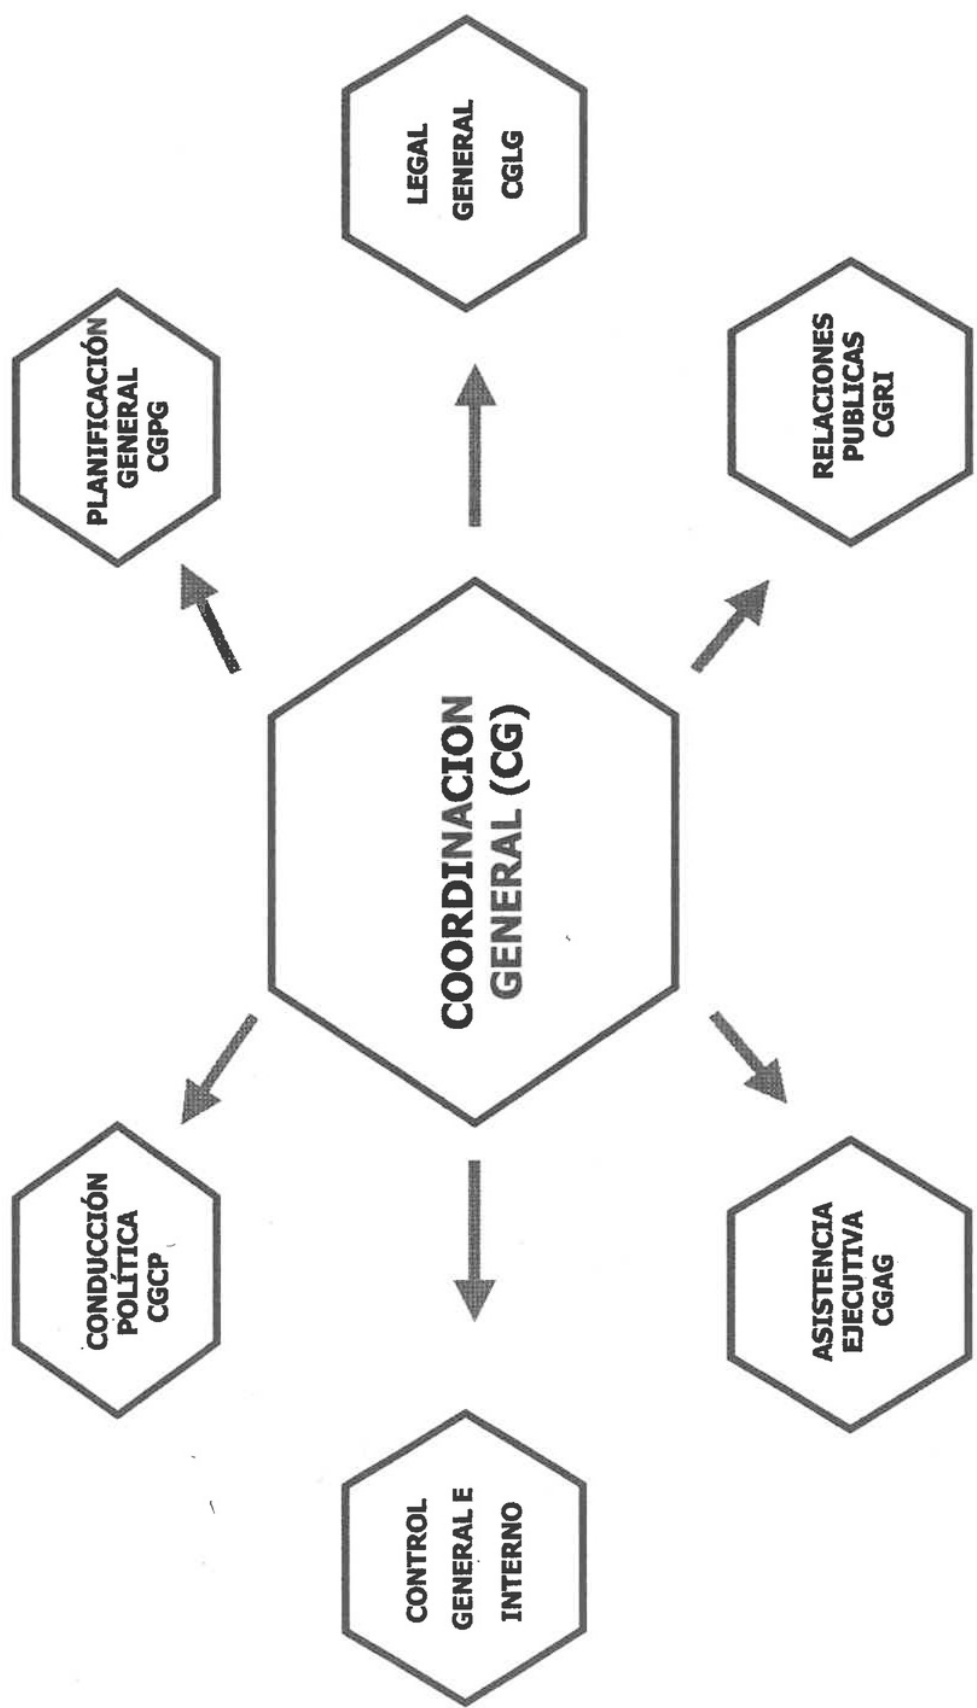 CONDUCCIÓN
POLÍTICA
CGCP
PLANIFICACIÓN
GENERAL
CGPG
CONTROL
GENERAL E
INTERNO
COORDINACION
GENERAL (CG)
LEGAL
GENERAL
CGLG
ASISTENCIA
EJECUTIVA
CGAG
RELACIONES
PUBLICAS
CGRI